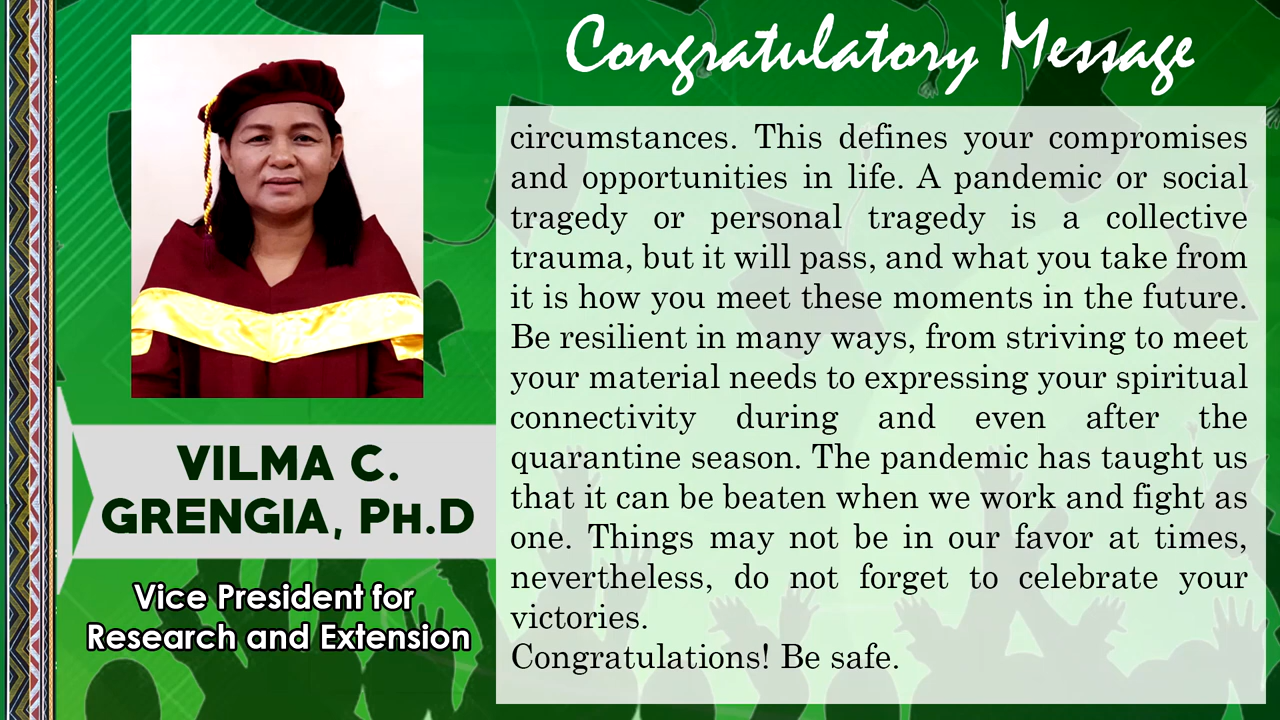 Congratulatory Message
circumstances. This defines your compromises
and opportunities in life. A pandemic or social
tragedy or personal tragedy is a collective
trauma, but it will pass, and what you take from
it is how you meet these moments in the future.
Be resilient in many ways, from striving to meet
your material needs to expressing your spiritual
connectivity during and even after the
quarantine season. The pandemic has taught us
that it can be beaten when we work and fight as
one. Things may not be in our favor at times,
nevertheless, do not forget to celebrate your
victories.
Congratulations! Be safe.
VILMA C.
GRENGIA, PH.D
Vice President for
Research and Extension